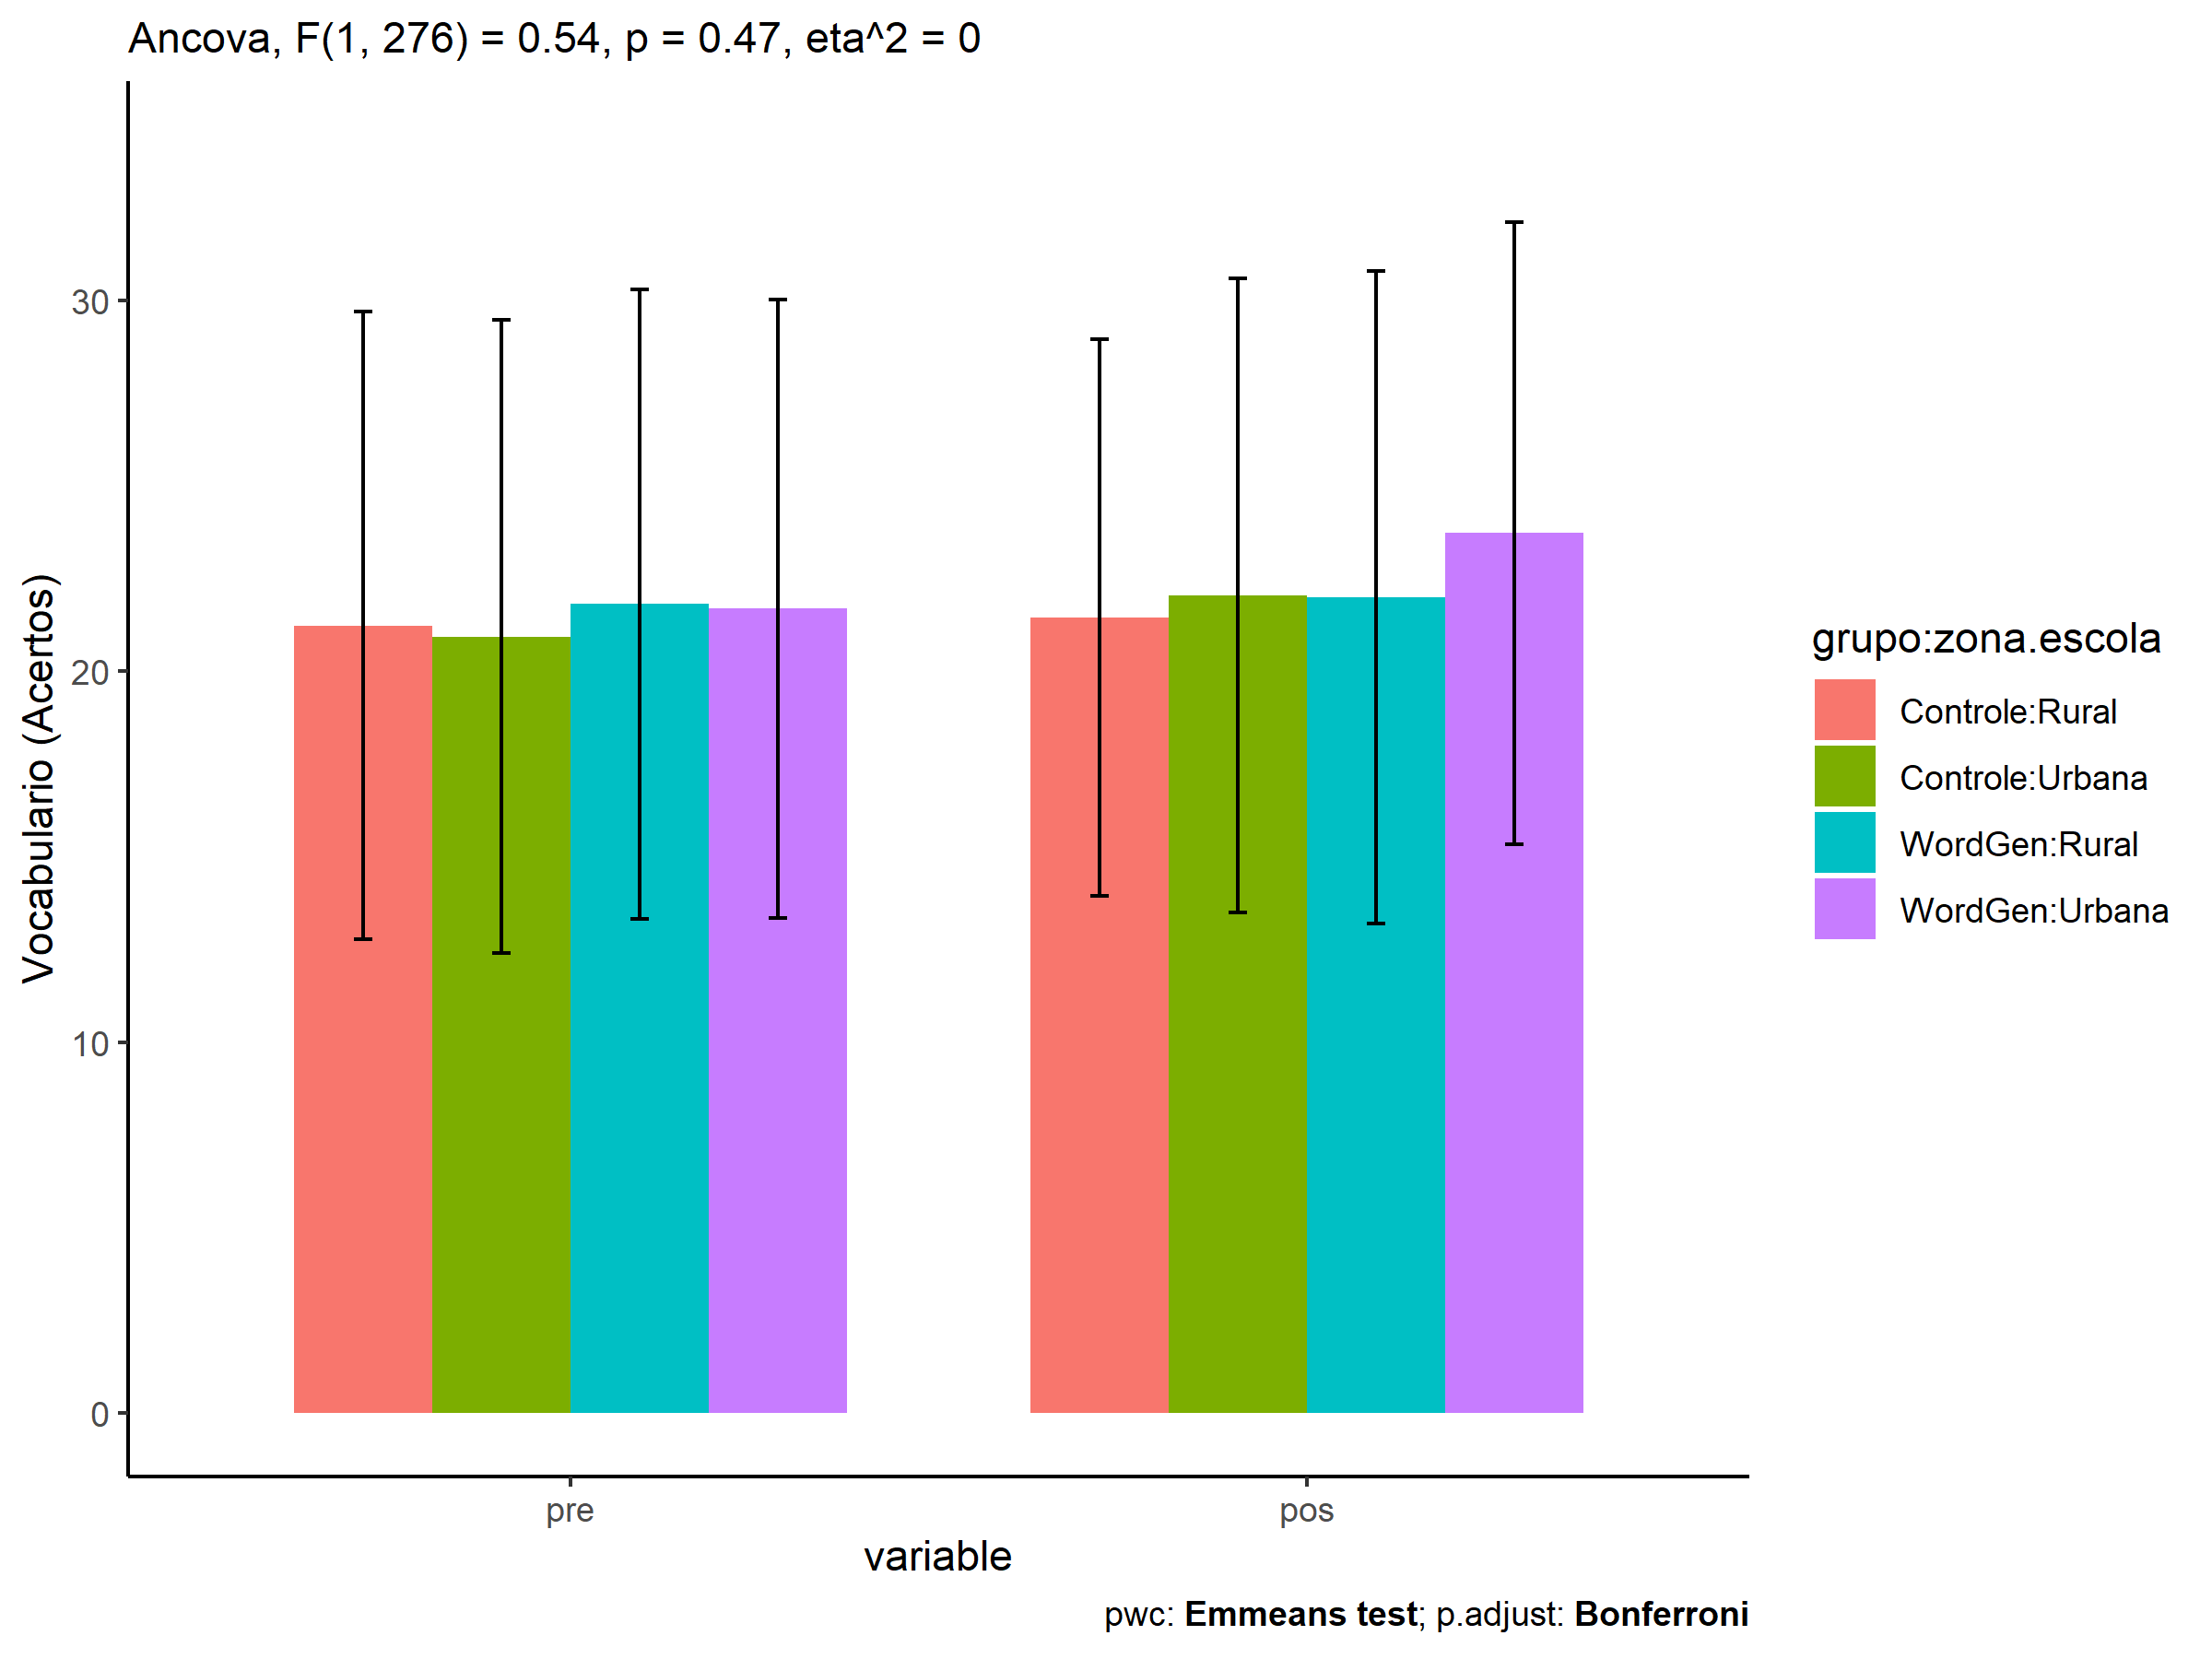 Ancova, F(1, 276) = 0.54, p = 0.47, eta^2 = 0
Vocabulario (Acertos)
30
20
10
0
pre
pos
variable
grupo:zona.escola
Controle:Rural
Controle:Urbana
WordGen:Rural
WordGen:Urbana
pwc: Emmeans test; p.adjust: Bonferroni